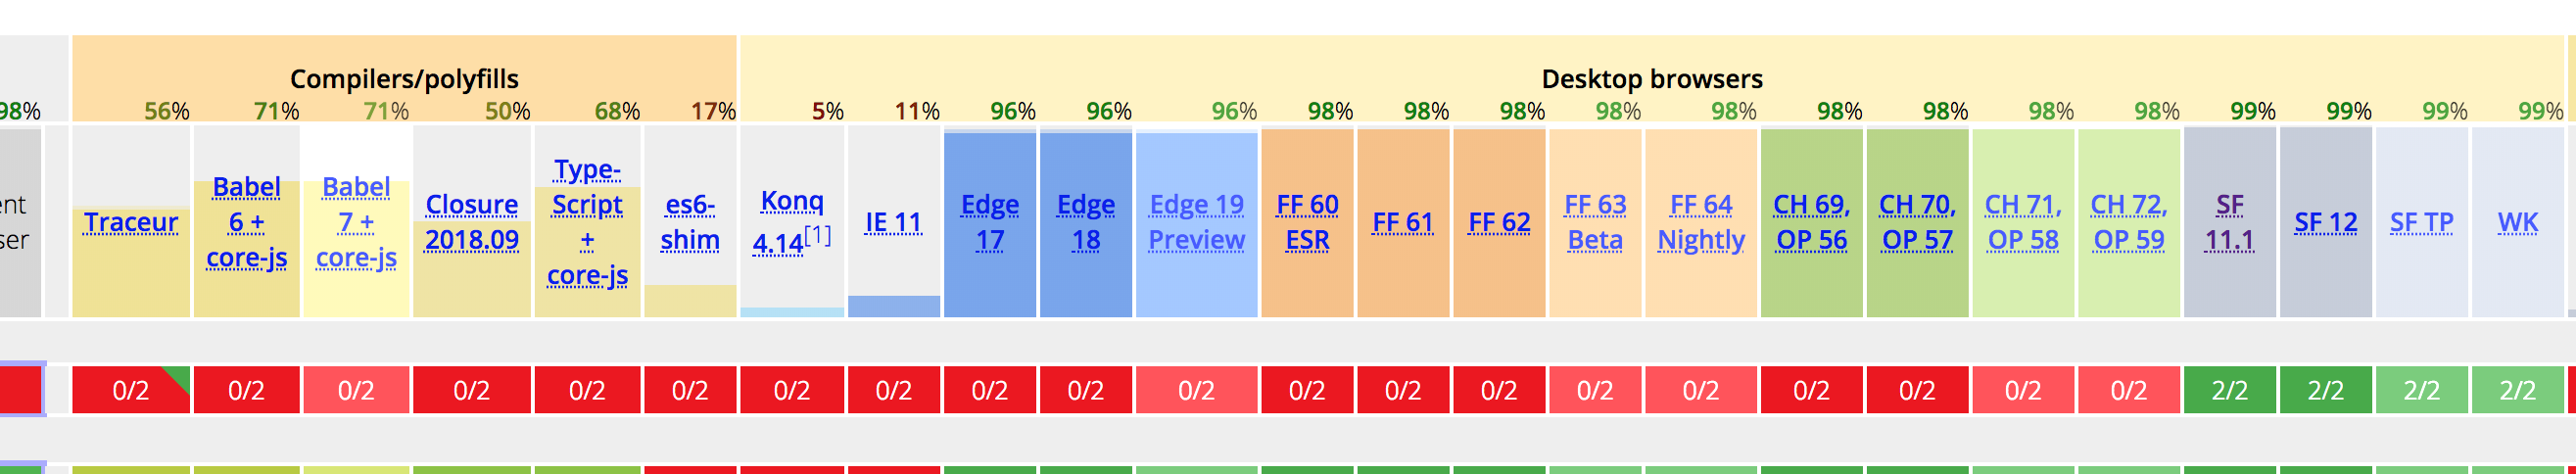 Compilers/polyfills Desktop browsers
98% 56% 71% 71% 50% 68% 17% 5% 11% 96% 96% 96% 98% 98% 98% 98% 98% 98% 98% 98% 98% 99% 99% 99% 99%
ent
ser
Traceur
Babel
6 +
core-js
Babel
7 +
core-js
Closure
2018.09
Type-
Script
+
core-js
es6-
shim
Konq
4.14[1]
IE 11
Edge
17
Edge
18
Edge 19
Preview
FF 60
ESR
FF 61
FF 62
FF 63
Beta
FF 64
Nightly
CH 69,
OP 56
CH 70,
OP 57
CH 71,
OP 58
CH 72,
OP 59
SF
11.1
SF 12
SF TP
WK
0/2 0/2 0/2 0/2 0/2 0/2 0/2 0/2 0/2 0/2 0/2 0/2 0/2 0/2 0/2 0/2 0/2 0/2 0/2 0/2 2/2 2/2 2/2 2/2